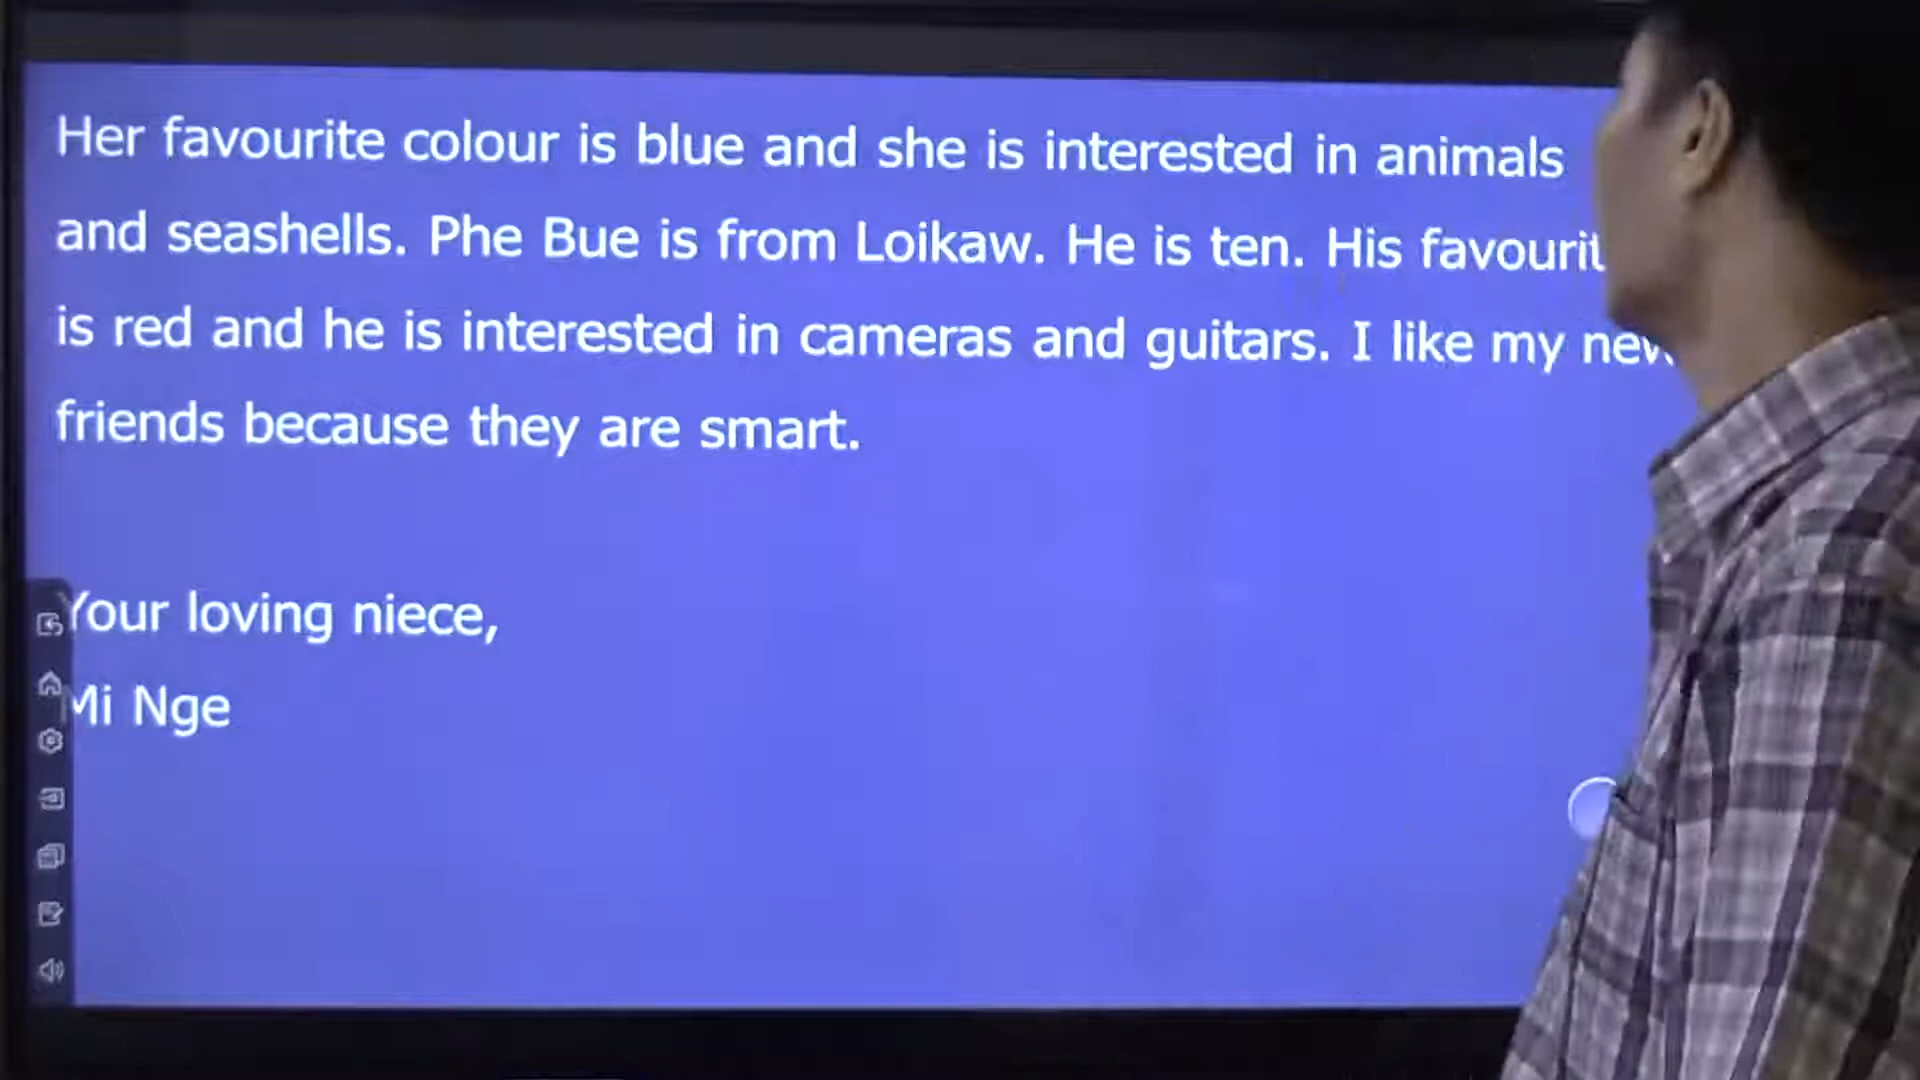 Her favourite colour is blue and she is interested in animals
and seashells. Phe Bue is from Loikaw. He is ten. His favourit
is red and he is interested in cameras and guitars. I like my new
friends because they are smart.
Your loving niece,
Mi Nge